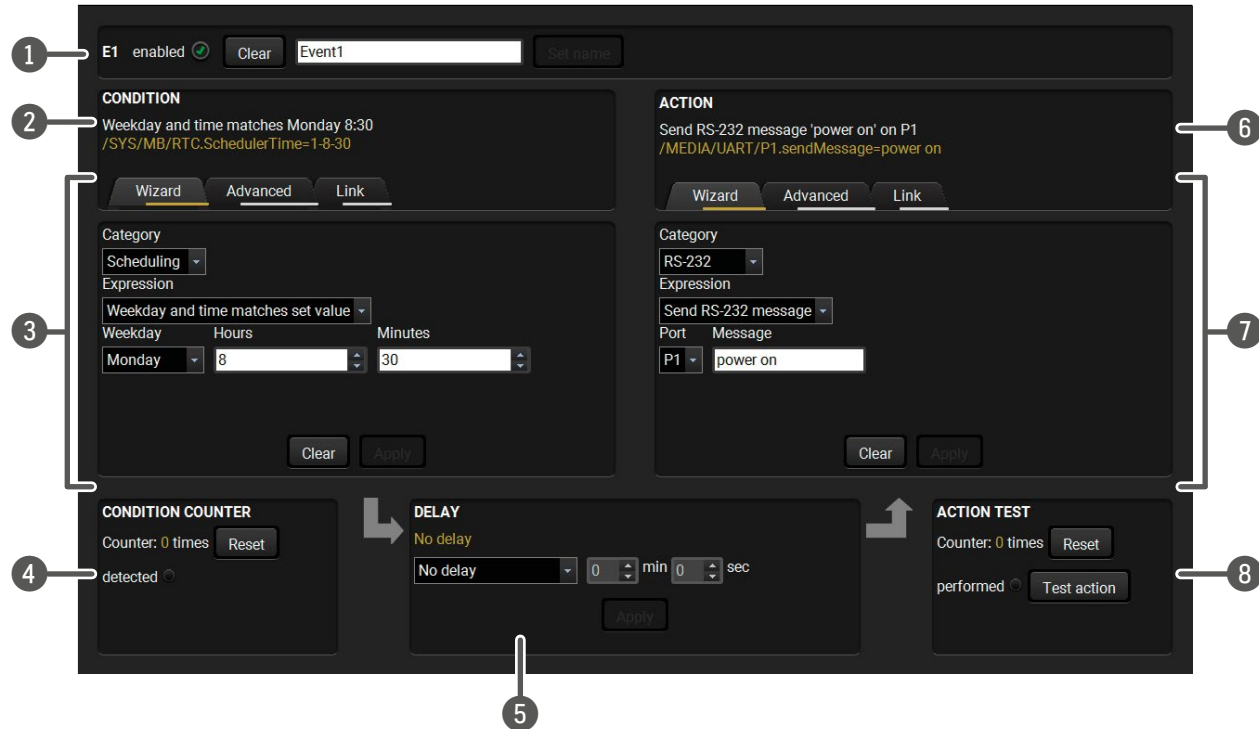 1
E1 enabled Clear Event1 Set name
2
CONDITION
Weekday and time matches Monday 8:30
/SYS/MB/RTC.SchedulerTime=1-8-30
Wizard Advanced Link
3
Category
Scheduling
Expression
Weekday and time matches set value
Weekday Hours Minutes
Monday 8 30
Clear Apply
ACTION
Send RS-232 message 'power on' on P1
/MEDIA/UART/P1.sendMessage=power on
6
Wizard Advanced Link
Category
RS-232
Expression
Send RS-232 message
Port Message
P1 power on
Clear Apply
7
CONDITION COUNTER
Counter: 0 times Reset
4
detected
DELAY
No delay
No delay 0 min 0 sec
Apply
5
ACTION TEST
Counter: 0 times Reset
performed Test action
8